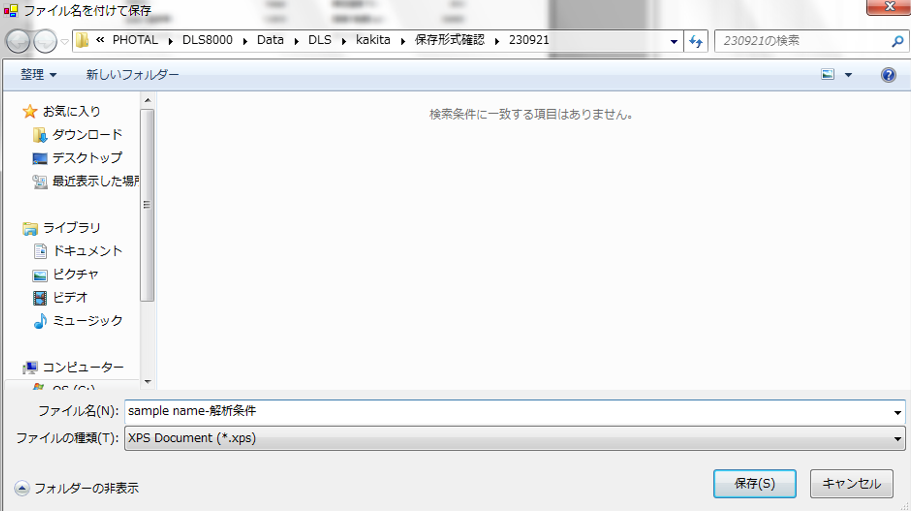 ファイル名を付けて保存
« PHOTAL ▸ DLS8000 ▸ Data ▸ DLS ▸ kakita ▸ 保存形式確認 ▸ 230921
230921の検索
整理 ▼ 新しいフォルダー
お気に入り
ダウンロード
デスクトップ
最近表示した場所
ライブラリ
ドキュメント
ピクチャ
ビデオ
ミュージック
コンピューター
OS (C:)
検索条件に一致する項目はありません。
ファイル名(N): sample name-解析条件
ファイルの種類(T): XPS Document (*.xps)
フォルダーの非表示
保存(S) キャンセル